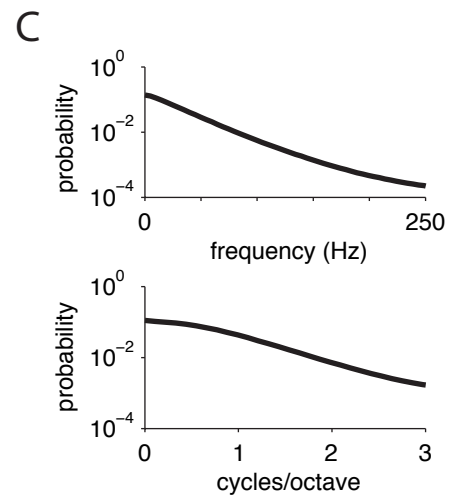 C
10^0
10^-2
10^-4
probability
0 250
frequency (Hz)
10^0
10^-2
10^-4
probability
0 1 2 3
cycles/octave